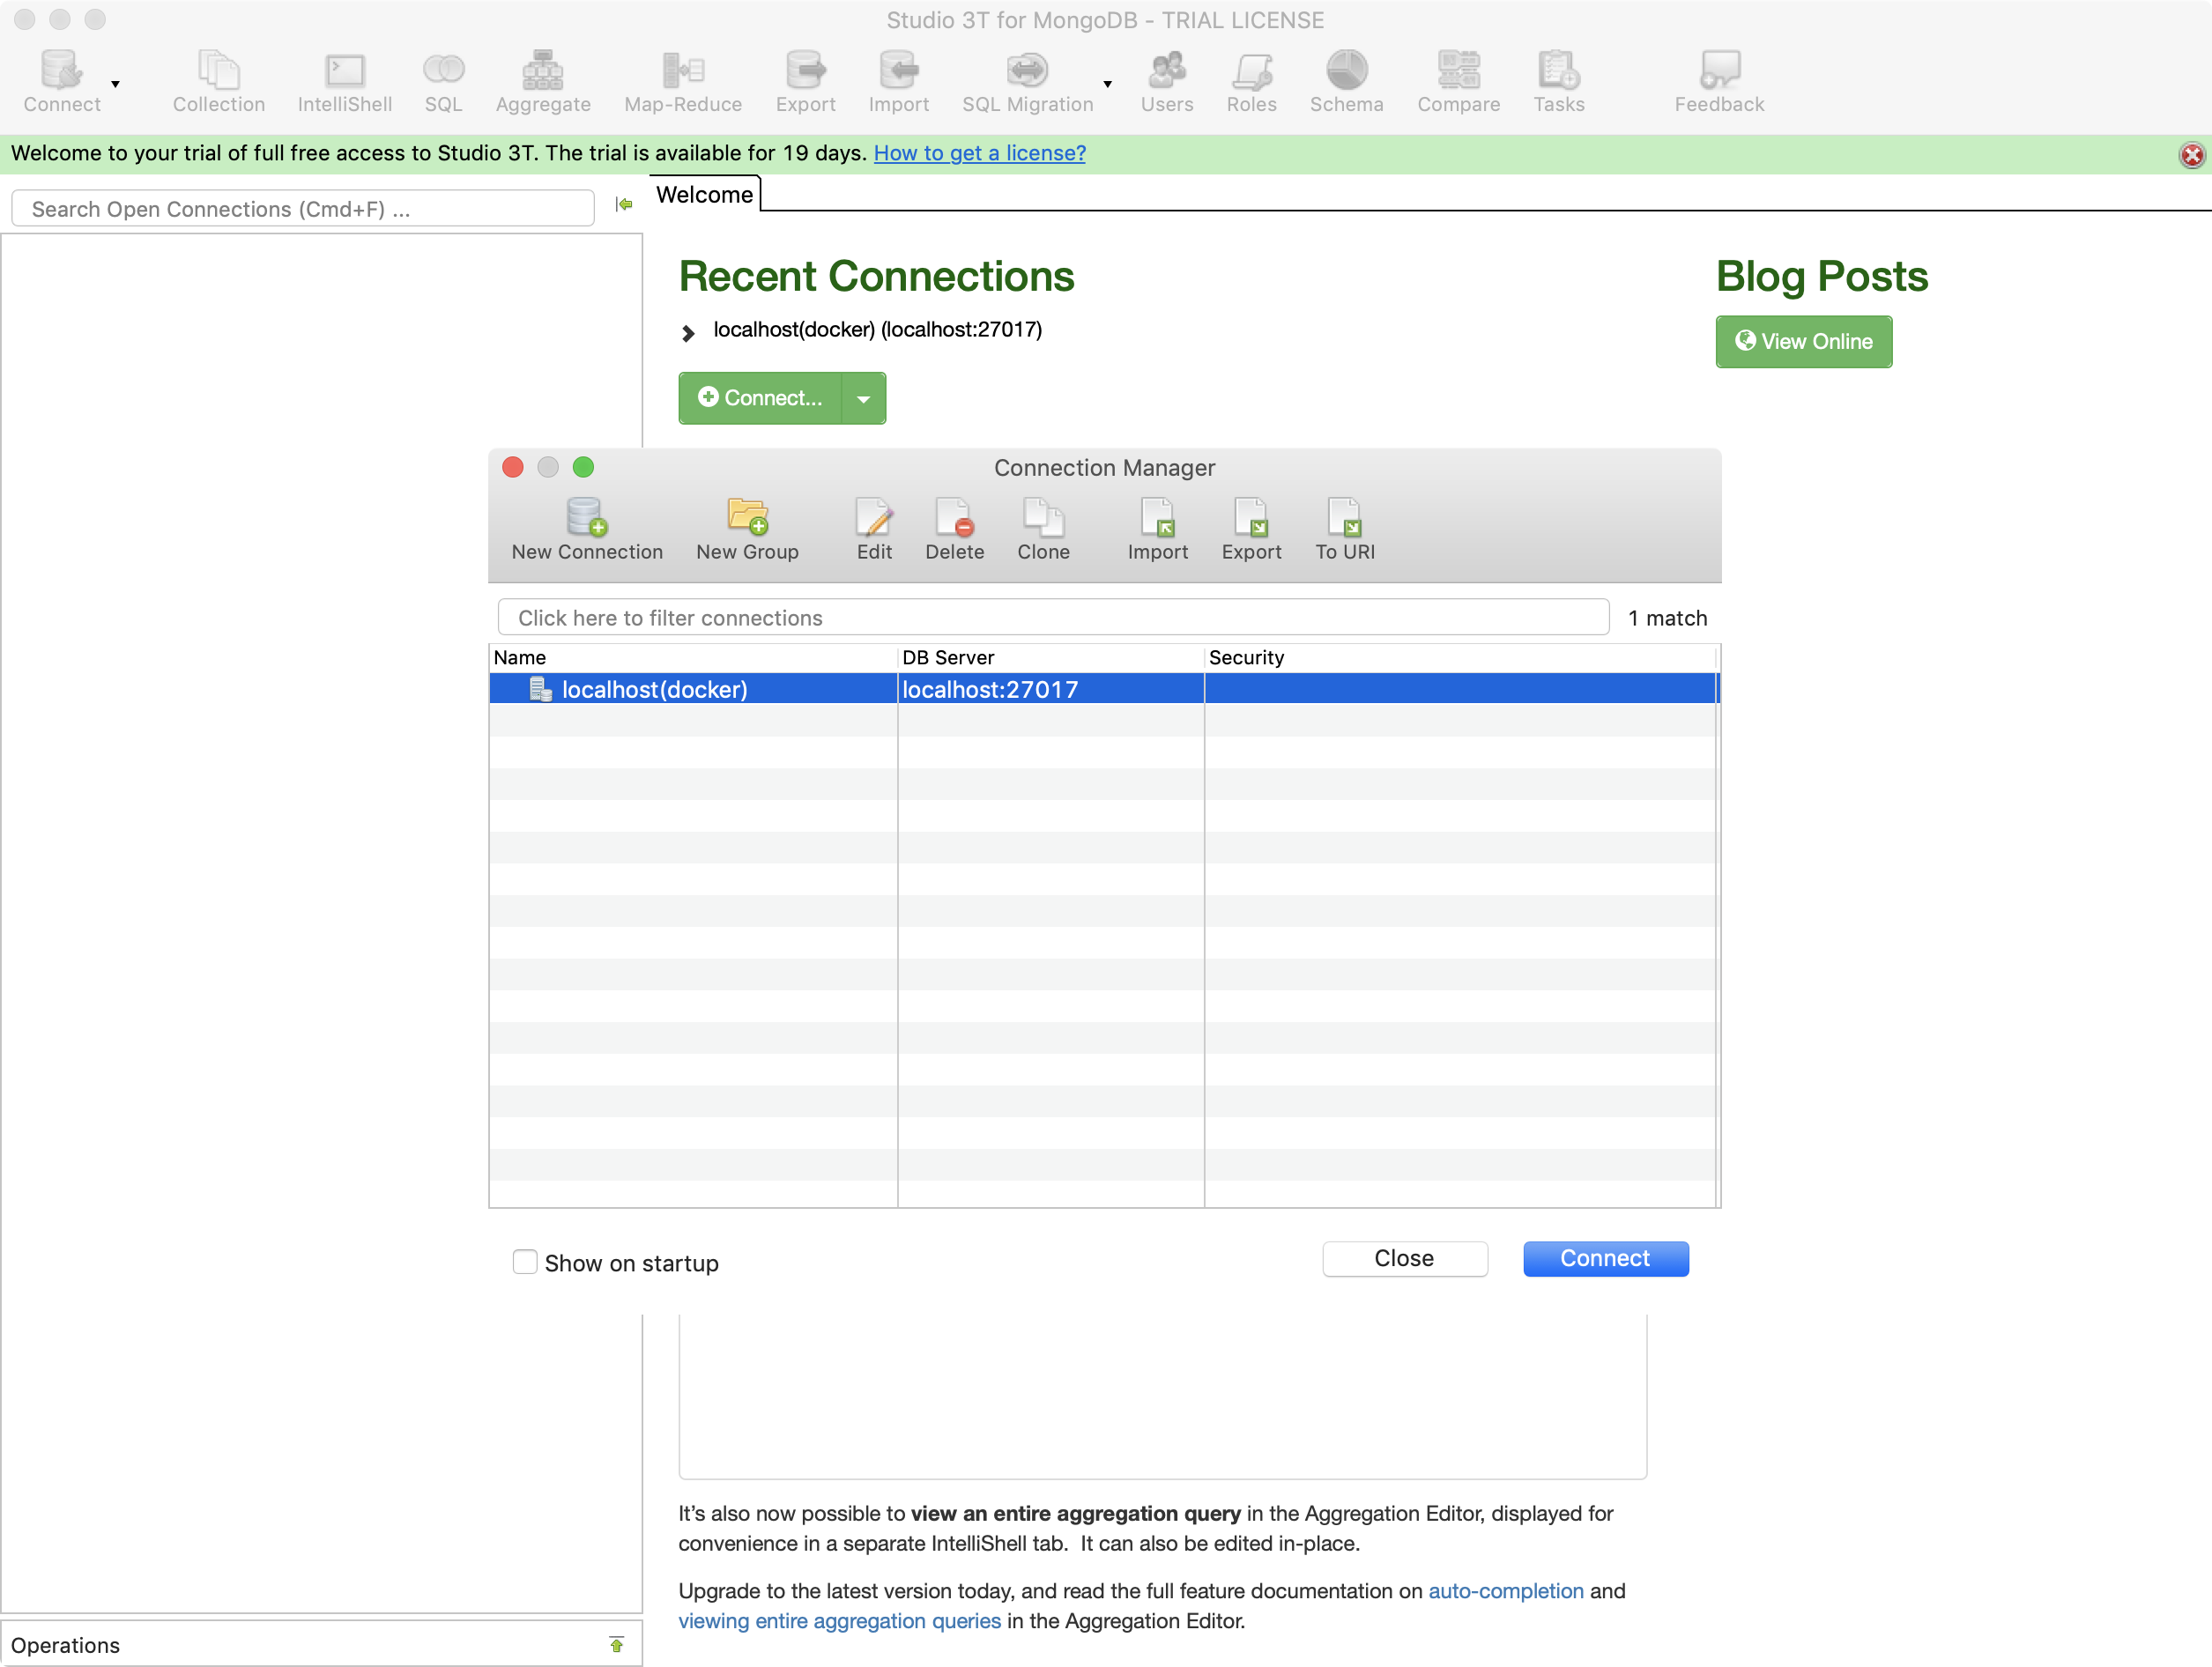 Studio 3T for MongoDB - TRIAL LICENSE
Connect Collection IntelliShell SQL Aggregate Map-Reduce Export Import SQL Migration Users Roles Schema Compare Tasks Feedback
Welcome to your trial of full free access to Studio 3T. The trial is available for 19 days. How to get a license?
Search Open Connections (Cmd+F) ...
Welcome
Recent Connections
localhost(docker) (localhost:27017)
Connect...
Blog Posts
View Online
Connection Manager
New Connection New Group Edit Delete Clone Import Export To URI
Click here to filter connections
1 match
Name DB Server Security
localhost(docker) localhost:27017
Show on startup
Close
Connect
It’s also now possible to view an entire aggregation query in the Aggregation Editor, displayed for
convenience in a separate IntelliShell tab.  It can also be edited in-place.
Upgrade to the latest version today, and read the full feature documentation on auto-completion and
viewing entire aggregation queries in the Aggregation Editor.
Operations